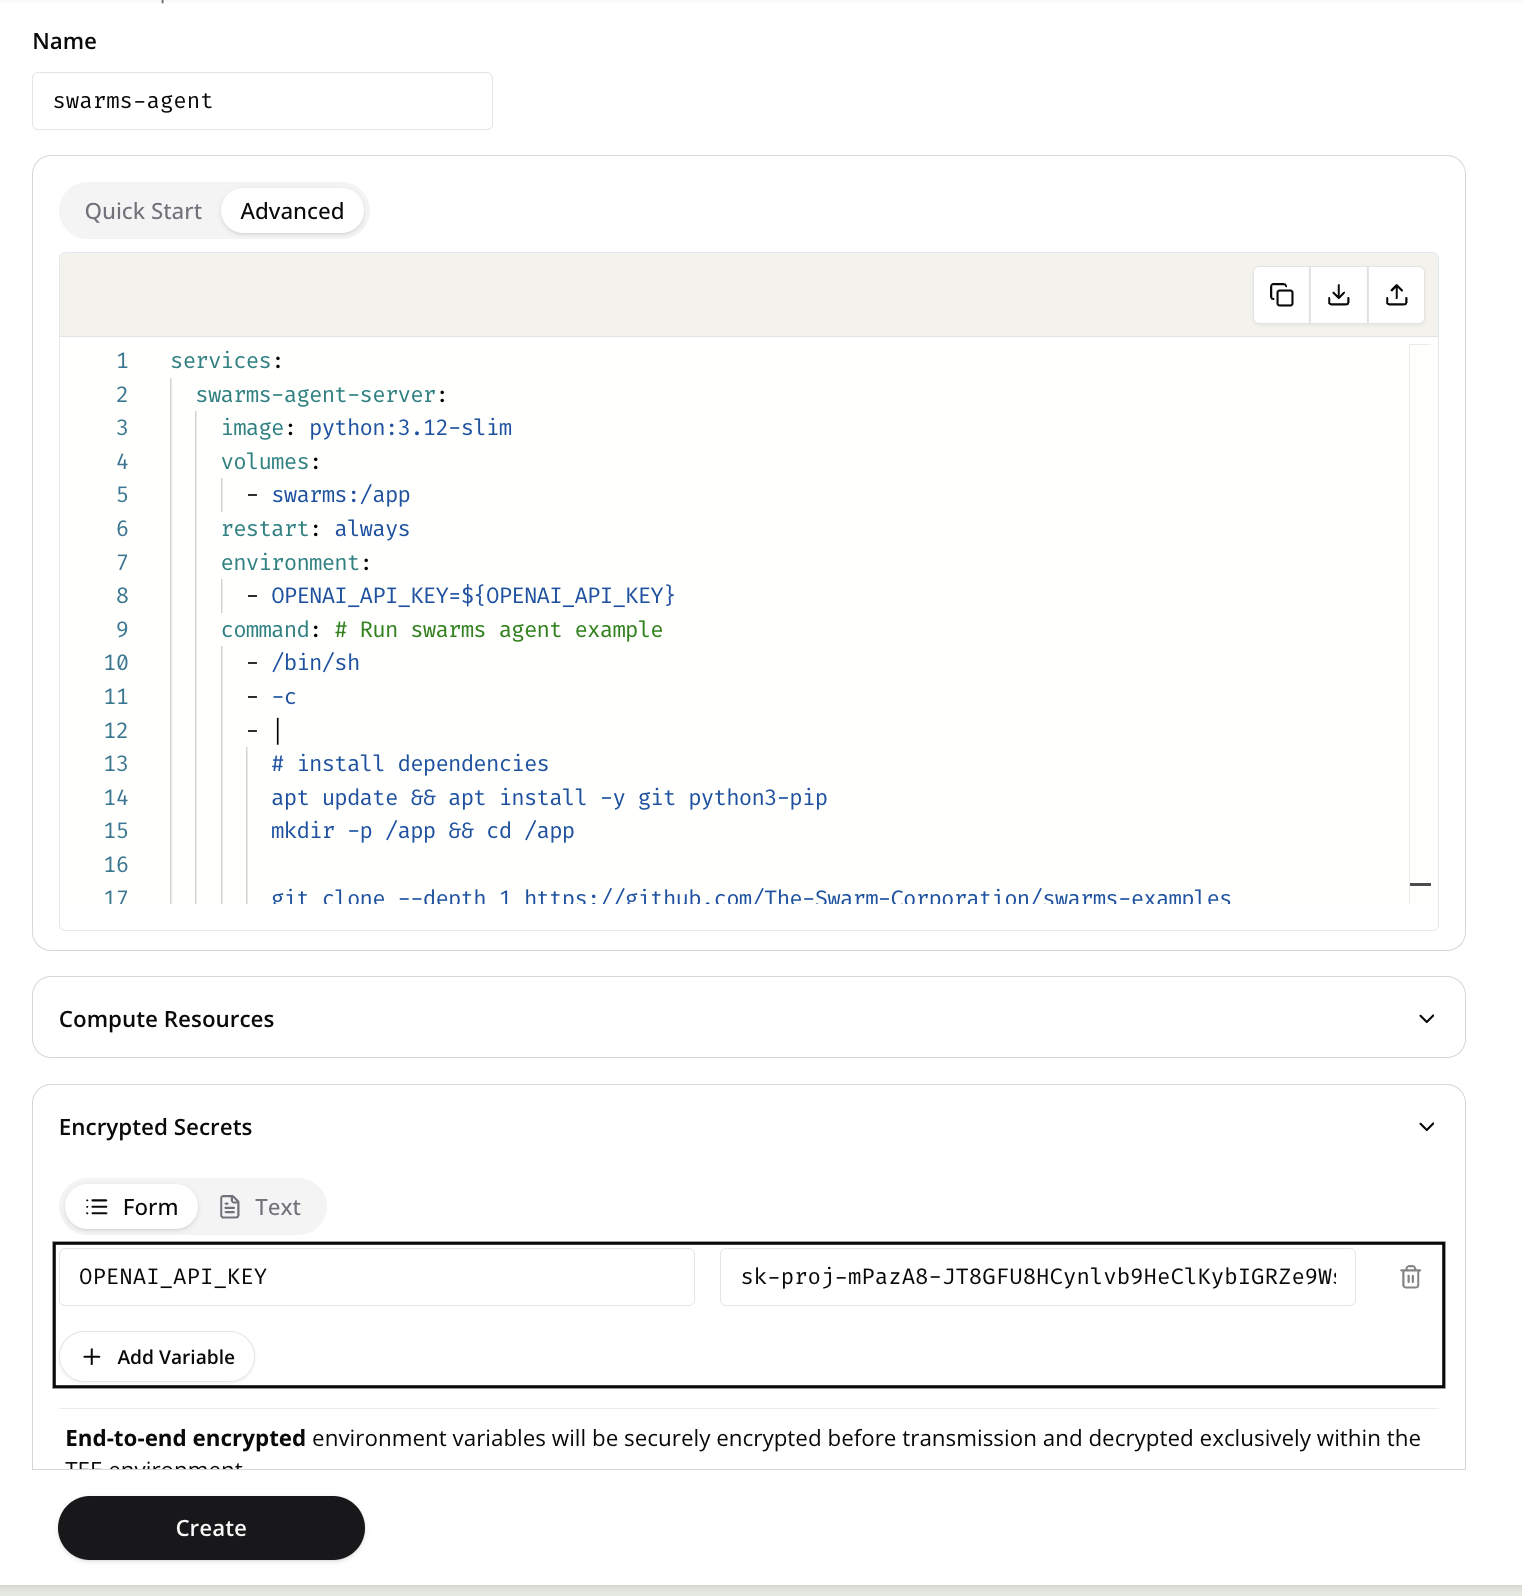 Name
swarms-agent
Quick Start Advanced
1 services:
2 swarms-agent-server:
3 image: python:3.12-slim
4 volumes:
5 - swarms:/app
6 restart: always
7 environment:
8 - OPENAI_API_KEY=${OPENAI_API_KEY}
9 command: # Run swarms agent example
10 - /bin/sh
11 - -c
12 - |
13 # install dependencies
14 apt update && apt install -y git python3-pip
15 mkdir -p /app && cd /app
16
17 git clone --depth 1 https://github.com/The-Swarm-Corporation/swarms-examples
Compute Resources
Encrypted Secrets
Form Text
OPENAI_API_KEY sk-proj-mPazA8-JT8GFU8HCynlvb9HeClKybIGRZe9W
+ Add Variable
End-to-end encrypted environment variables will be securely encrypted before transmission and decrypted exclusively within the
TEE environment
Create